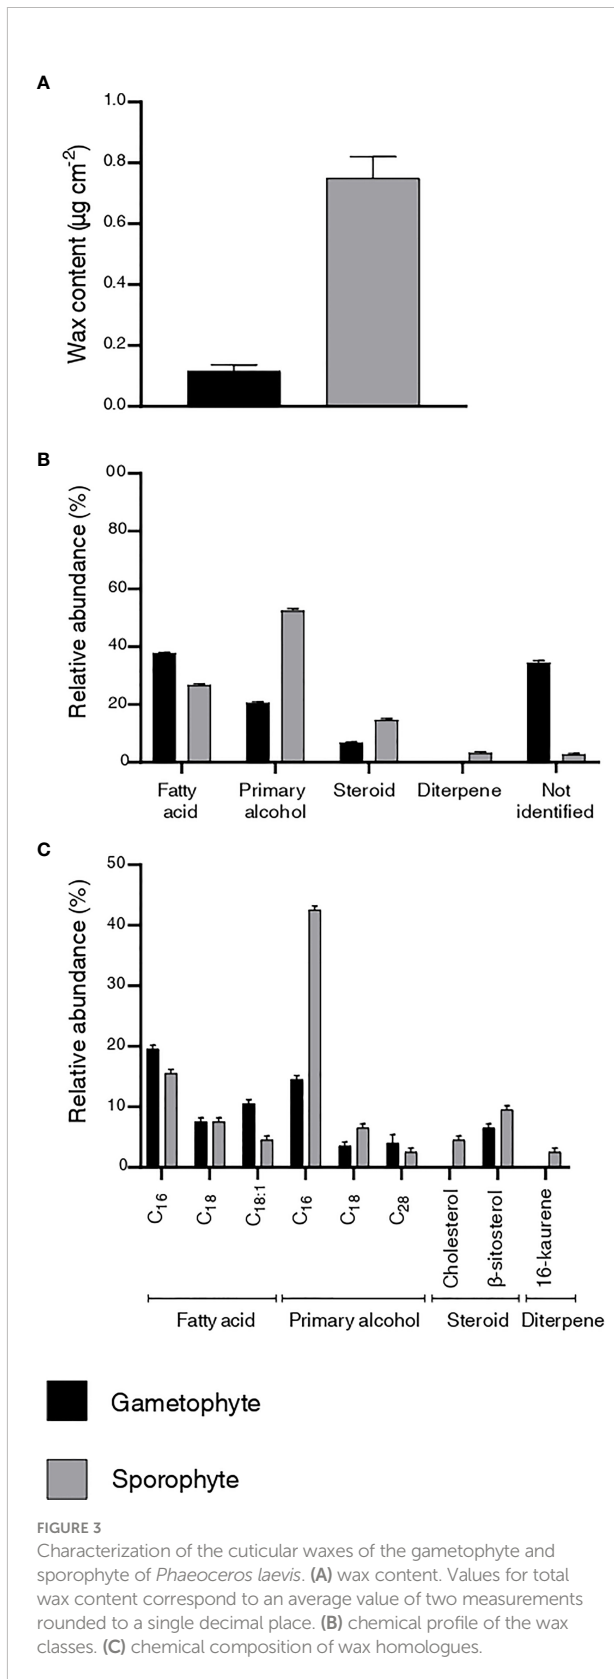 A
Wax content (µg cm-2)
1.0
0.8
0.6
0.4
0.2
0.0
B
Relative abundance (%)
00
80
60
40
20
0
Fatty acid
Primary alcohol
Steroid
Diterpene
Not identified
C
Relative abundance (%)
50
40
30
20
10
0
C16
C18
C18:1
C16
C18
C28
Cholesterol
β-sitosterol
16-kaurene
Fatty acid
Primary alcohol
Steroid
Diterpene
Gametophyte
Sporophyte
FIGURE 3
Characterization of the cuticular waxes of the gametophyte and
sporophyte of Phaeoceros laevis. (A) wax content. Values for total
wax content correspond to an average value of two measurements
rounded to a single decimal place. (B) chemical profile of the wax
classes. (C) chemical composition of wax homologues.